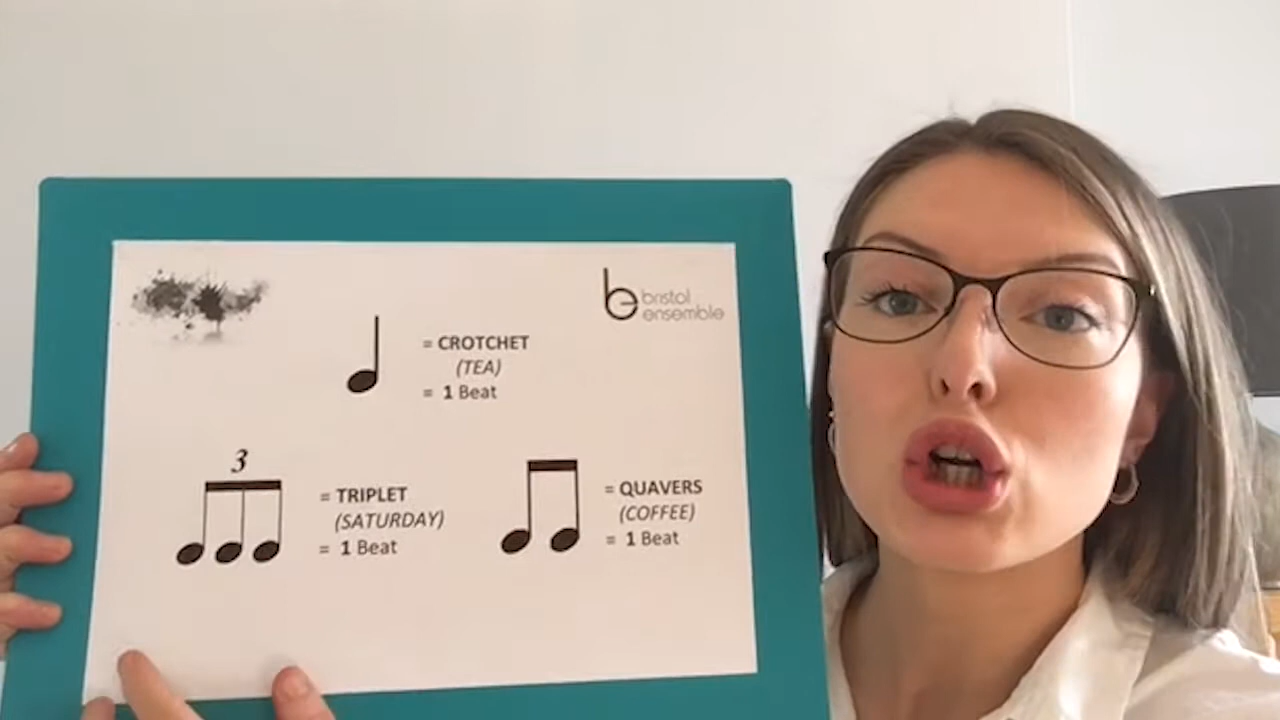 bristol
ensemble
= CROTCHET
(TEA)
= 1 Beat
3
= TRIPLET
(SATURDAY)
= 1 Beat
= QUAVERS
(COFFEE)
= 1 Beat